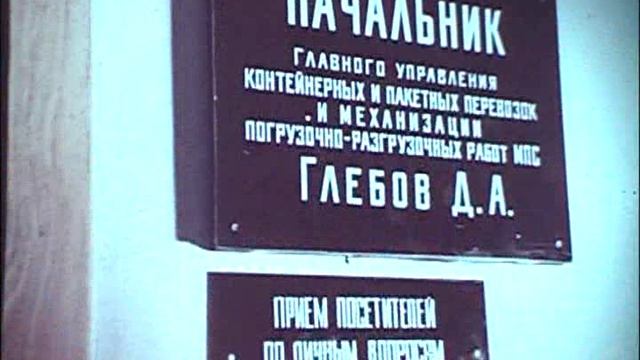 НАЧАЛЬНИК
ГЛАВНОГО УПРАВЛЕНИЯ
КОНТЕЙНЕРНЫХ И ПАКЕТНЫХ ПЕРЕВОЗОК
И МЕХАНИЗАЦИИ
ПОГРУЗОЧНО-РАЗГРУЗОЧНЫХ РАБОТ МПС
ГЛЕБОВ Д.А.
ПРИЕМ ПОСЕТИТЕЛЕЙ
ПО ЛИЧНЫМ ВОПРОСАМ